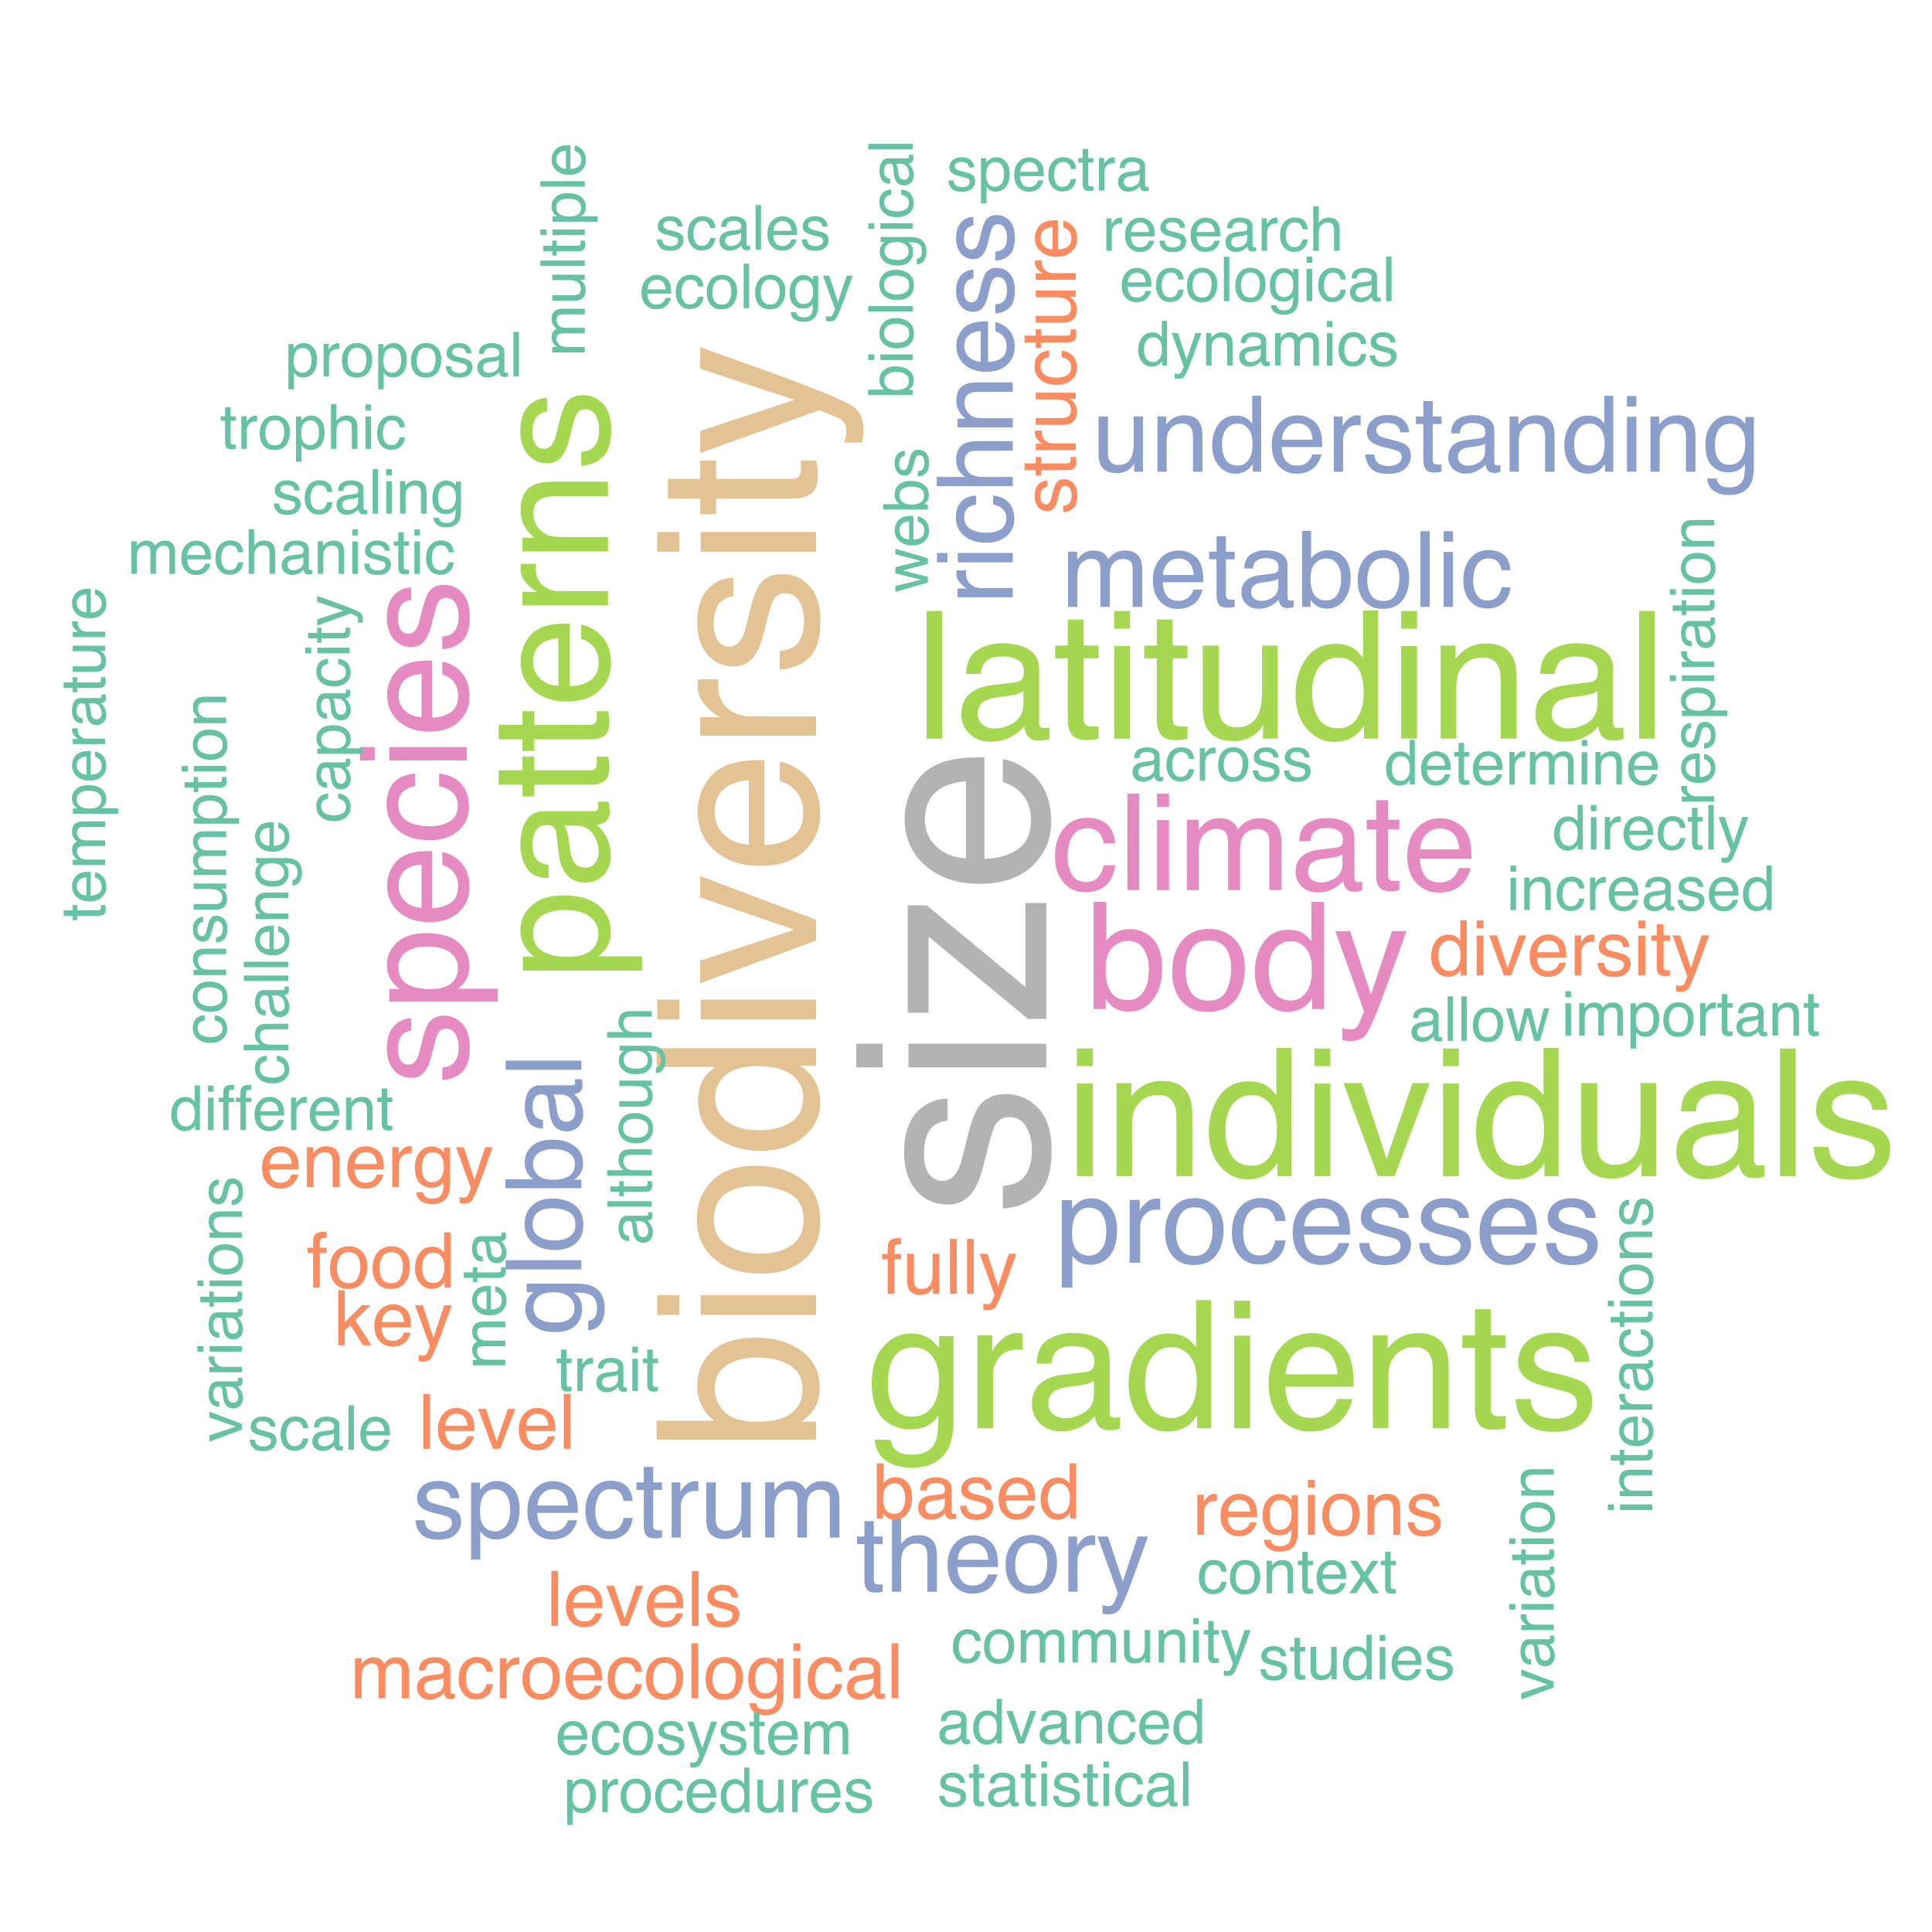 multiple
biological
spectra
scales
research
ecology
ecological
richness
structure
dynamics
proposal
biodiversity
patterns
trophic
understanding
webs
scaling
mechanistic
metabolic
respiration
temperature
capacity
species
latitudinal
consumption
across
determine
size
climate
directly
challenge
increased
body
diversity
allow
important
although
global
individuals
different
energy
variations
processes
interactions
food
meta
fully
key
gradients
trait
scale
level
based
spectrum
regions
variation
theory
context
levels
community
studies
macroecological
advanced
ecosystem
statistical
procedures